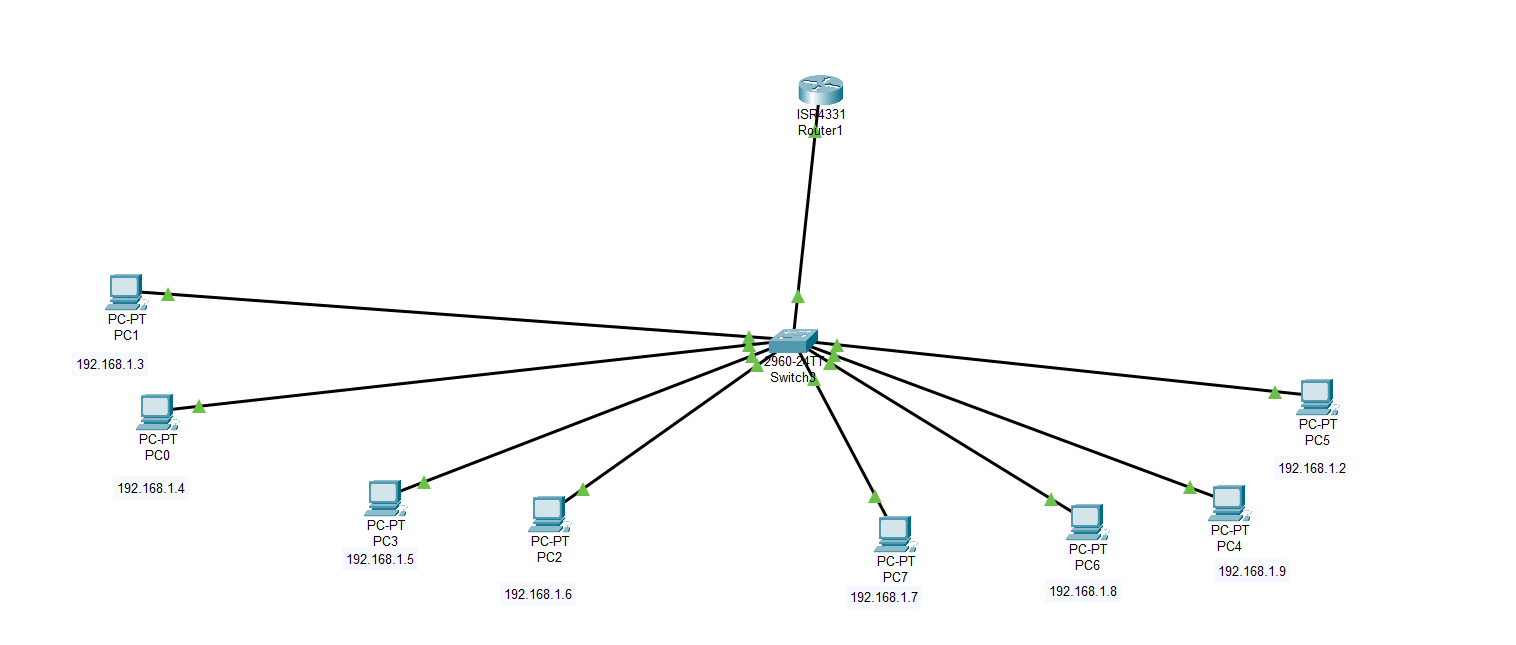 ISR4331
Router1
PC-PT
PC1
192.168.1.3
2960-24TT
Switch3
PC-PT
PC0
192.168.1.4
PC-PT
PC3
192.168.1.5
PC-PT
PC2
192.168.1.6
PC-PT
PC7
192.168.1.7
PC-PT
PC6
192.168.1.8
PC-PT
PC4
192.168.1.9
PC-PT
PC5
192.168.1.2